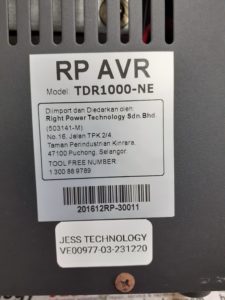 RP AVR
Model: TDR1000-NE
Diimport dan Diedarkan oleh:
Right Power Technology Sdn.Bhd
(503141-M)
No.16, Jalan TPK 2/4
Taman Perindustrian Kinrara,
47100 Puchong, Selangor
TOOL FREE NUMBER
1 300 88 9789
201612RP-30011
JESS TECHNOLOGY
VE00977-03-231220